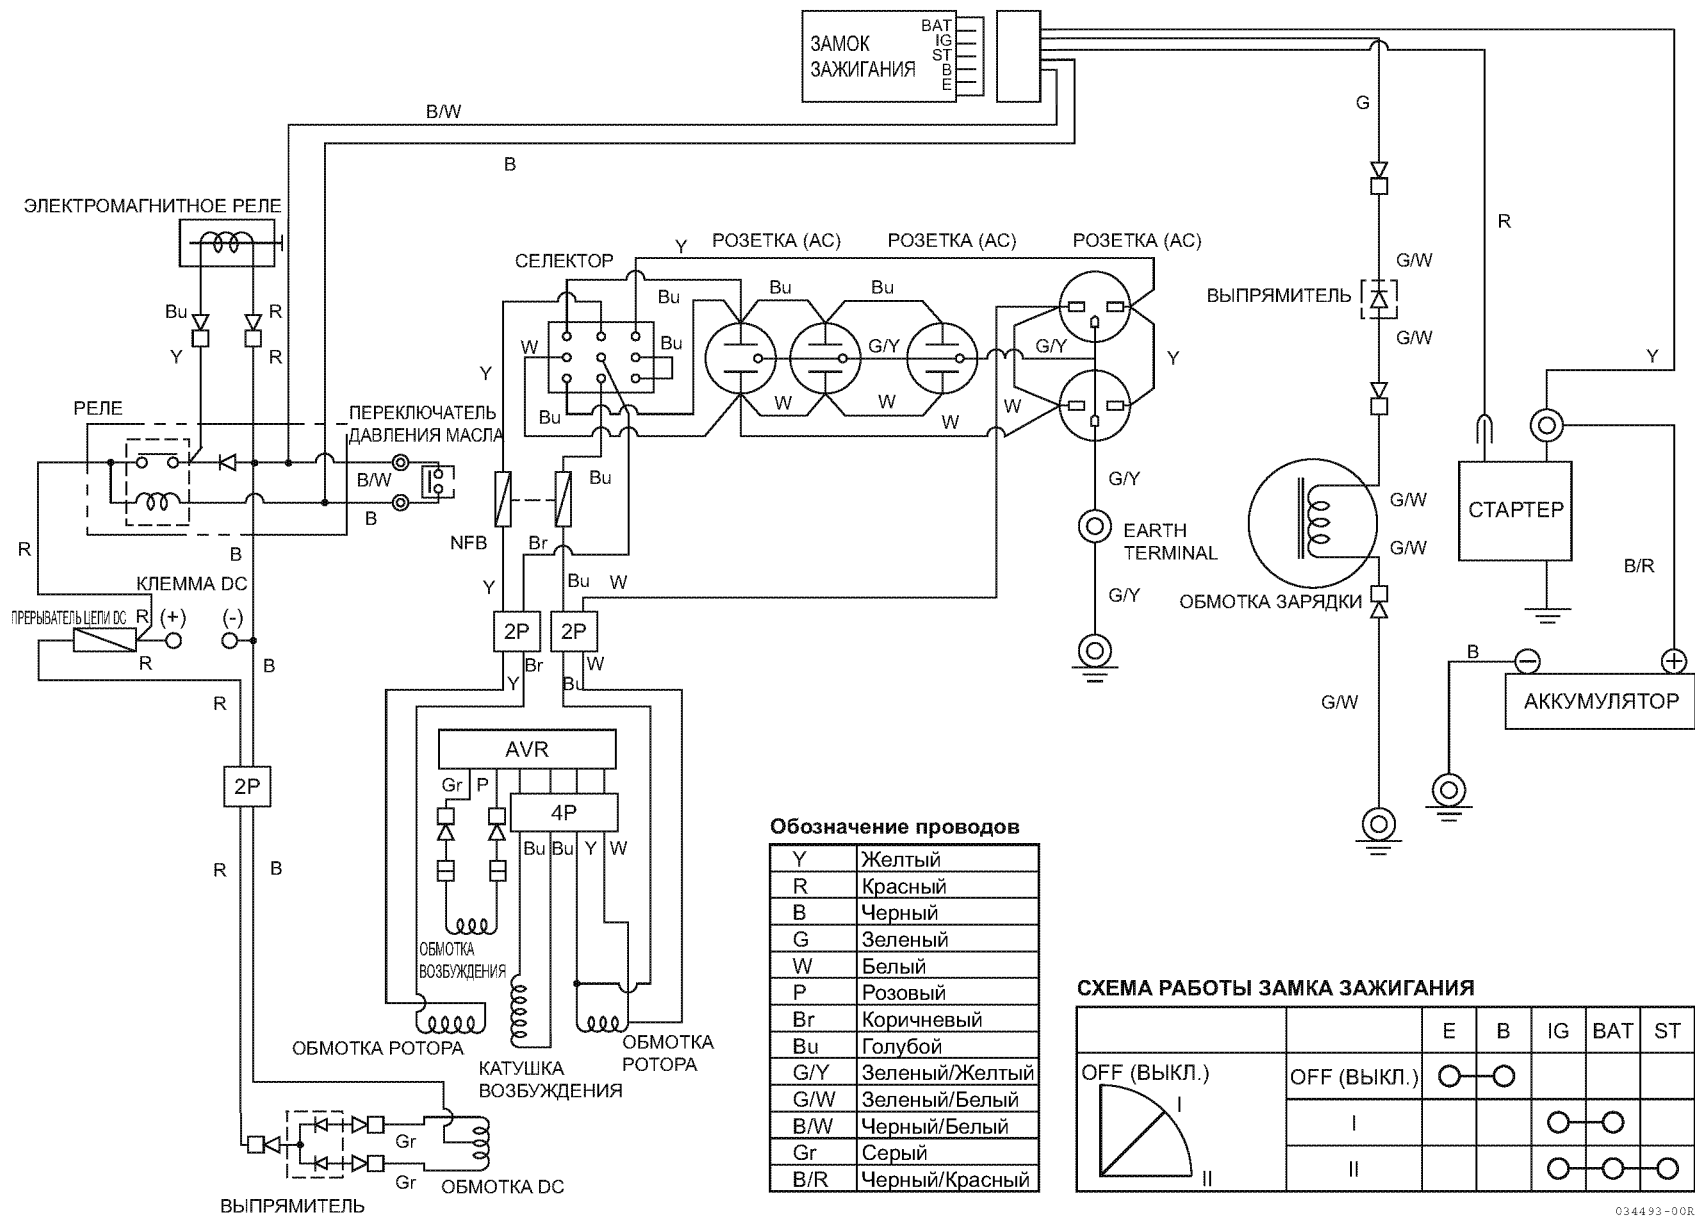 ЗАМОК
ЗАЖИГАНИЯ
BAT
IG
ST
B
E
B/W
B
G
R
Y
ЭЛЕКТРОМАГНИТНОЕ РЕЛЕ
Bu
R
Y
R
СЕЛЕКТОР
Y
РОЗЕТКА (AC)
РОЗЕТКА (AC)
РОЗЕТКА (AC)
Bu
Bu
Bu
W
Bu
Bu
Y
G/Y
G/Y
Y
W
W
W
W
G/W
ВЫПРЯМИТЕЛЬ
G/W
РЕЛЕ
ПЕРЕКЛЮЧАТЕЛЬ
ДАВЛЕНИЯ МАСЛА
B/W
B
R
B
NFB
Br
Bu
Y
Bu
W
G/Y
EARTH
TERMINAL
G/Y
G/W
G/W
ОБМОТКА ЗАРЯДКИ
СТАРТЕР
B/R
КЛЕММА DC
ПРЕРЫВАТЕЛЬ ЦЕПИ DC
R
(+)
(-)
R
B
R
2P
2P
Br
Y
Bu
W
B
АККУМУЛЯТОР
G/W
2P
R
B
AVR
Gr
P
4P
Bu
Bu
Y
W
ОБМОТКА
ВОЗБУЖДЕНИЯ
ОБМОТКА РОТОРА
КАТУШКА
ВОЗБУЖДЕНИЯ
ОБМОТКА
РОТОРА
Gr
Gr
ОБМОТКА DC
ВЫПРЯМИТЕЛЬ
Обозначение проводов
Y Желтый
R Красный
B Черный
G Зеленый
W Белый
P Розовый
Br Коричневый
Bu Голубой
G/Y Зеленый/Желтый
G/W Зеленый/Белый
B/W Черный/Белый
Gr Серый
B/R Черный/Красный
СХЕМА РАБОТЫ ЗАМКА ЗАЖИГАНИЯ
E B IG BAT ST
OFF (ВЫКЛ.)
I
II
OFF (ВЫКЛ.)
I
II
034493-00R